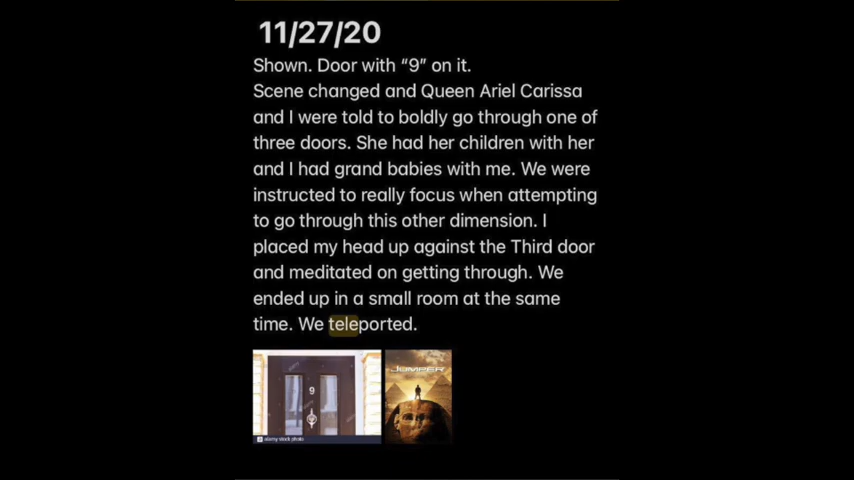 11/27/20
Shown. Door with “9” on it.
Scene changed and Queen Ariel Carissa
and I were told to boldly go through one of
three doors. She had her children with her
and I had grand babies with me. We were
instructed to really focus when attempting
to go through this other dimension. I
placed my head up against the Third door
and meditated on getting through. We
ended up in a small room at the same
time. We teleported.
9
JUMPER
alamy stock photo